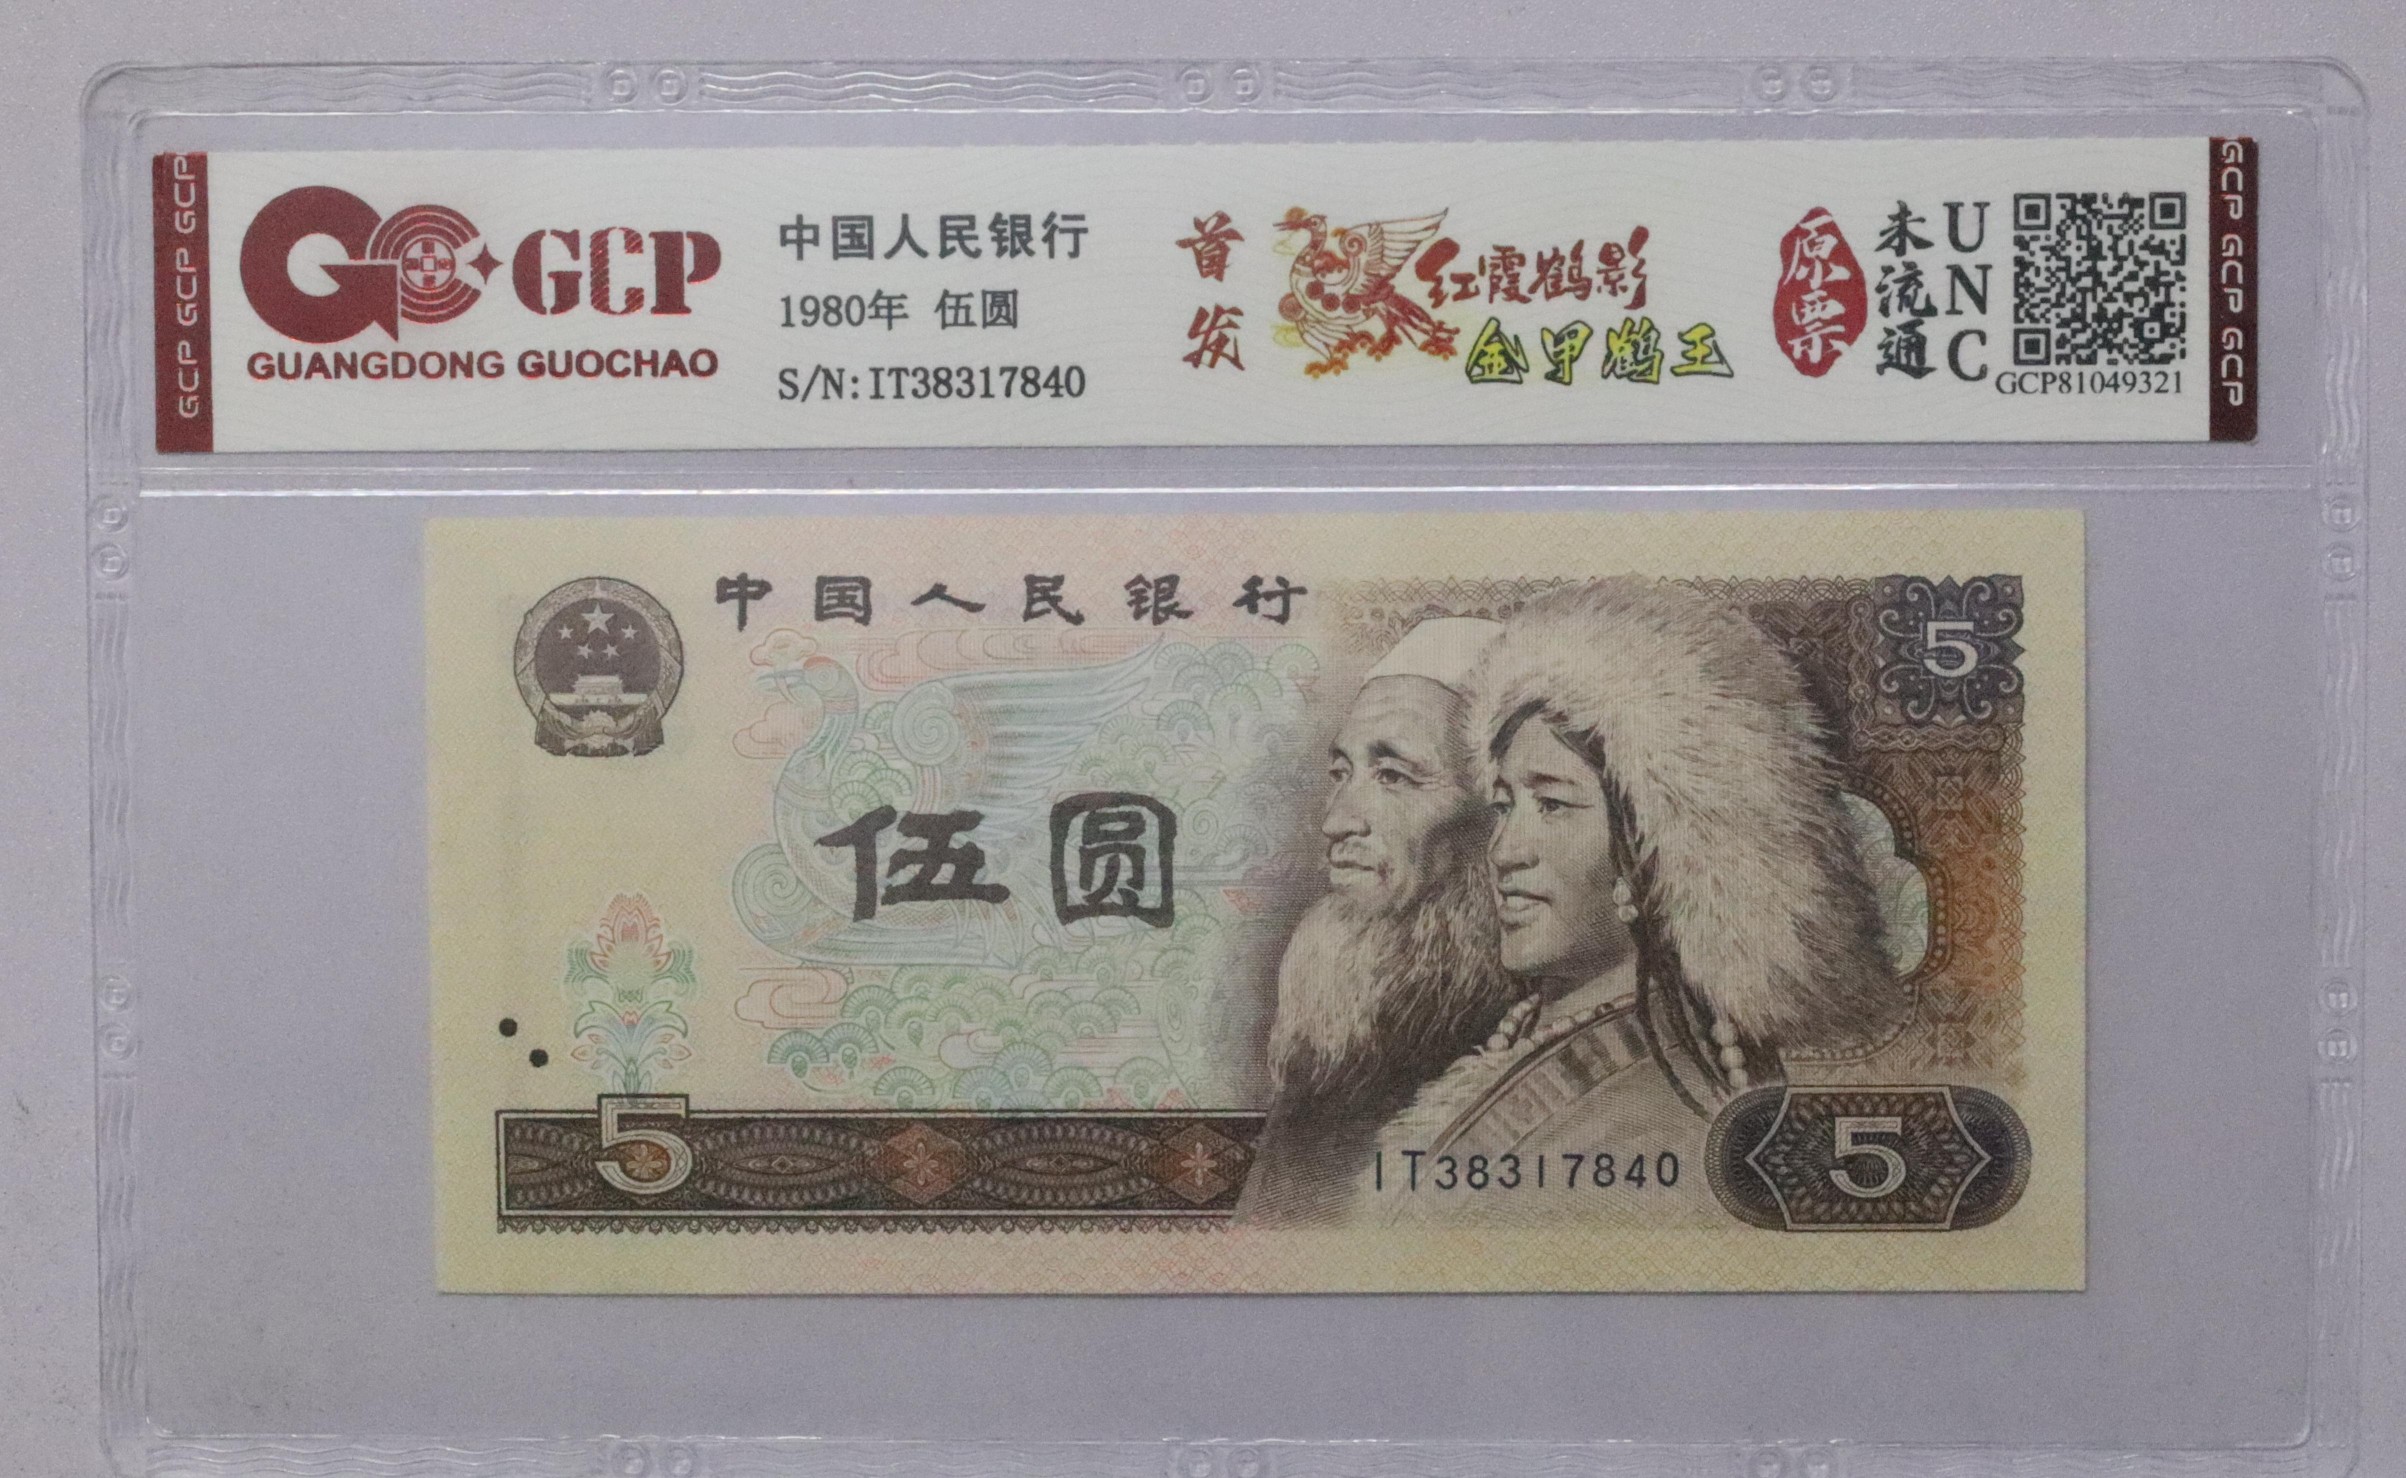 GCP GCP GCP
GCP
GUANGDONG GUOCHAO
中国人民银行
1980年 伍圆
S/N:IT38317840
首发
红霞鹤影
金甲鹤王
原票
未流通
UNC
GCP81049321
GCP GCP GCP
中国人民银行
5
伍圆
5
IT38317840
5